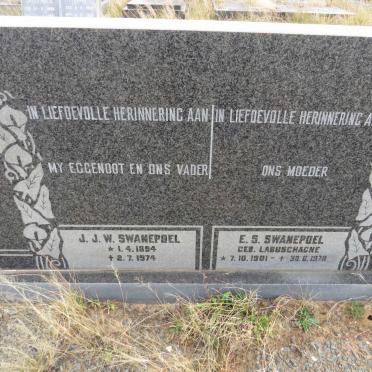 IN LIEFDEVOLLE HERINNERING AAN
MY EGGENOOT EN ONS VADER
J. J. W. SWANEPOEL
* 1. 4. 1894
✝ 2. 7. 1974
IN LIEFDEVOLLE HERINNERING A
ONS MOEDER
E. S. SWANEPOEL
GEB. LABUSCHAGNE
* 7. 10. 1901 - ✝ 30. 6. 1978